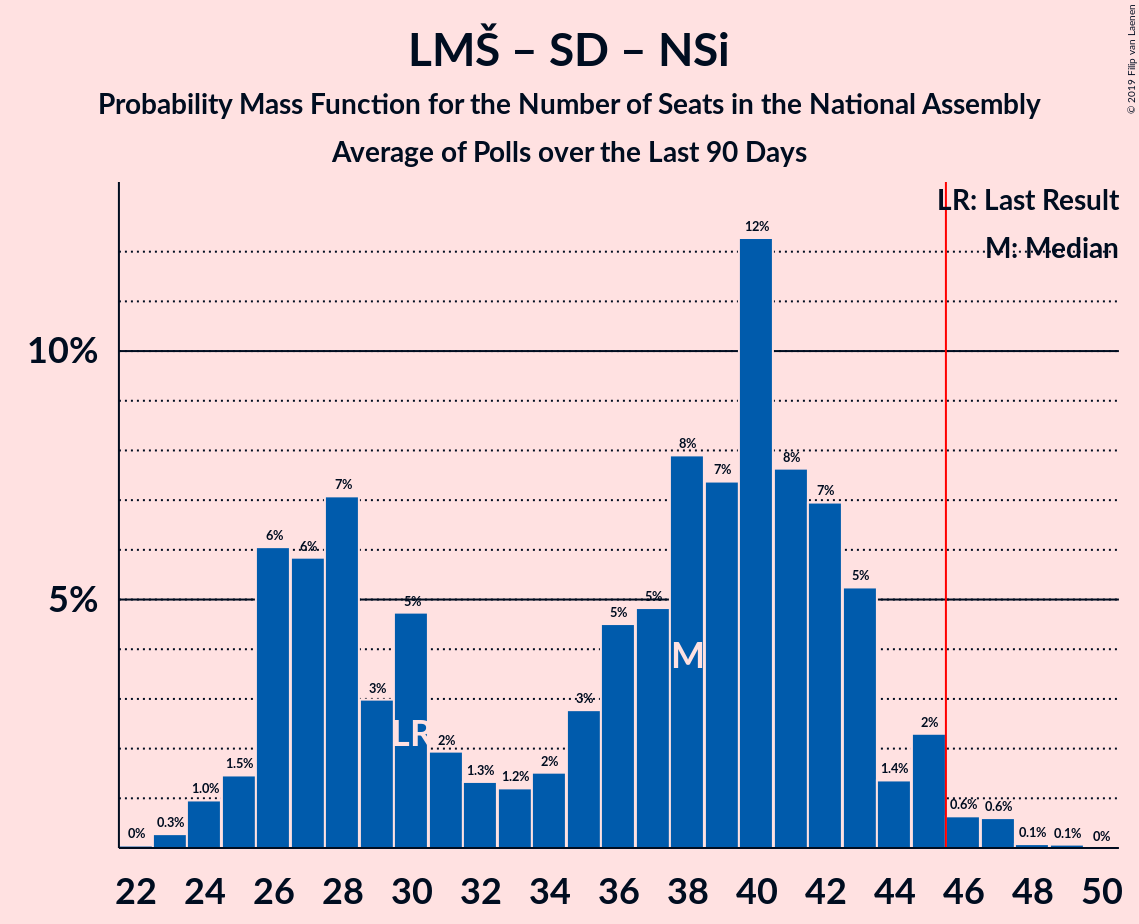 LMŠ – SD – NSi
Probability Mass Function for the Number of Seats in the National Assembly
Average of Polls over the Last 90 Days
© 2019 Filip van Laenen
LR: Last Result
M: Median
10%
5%
0% 0.3% 1.0% 1.5% 6% 6% 7% 3% 5% 2% 1.3% 1.2% 2% 3% 5% 5% 8% 7% 12% 8% 7% 5% 1.4% 2% 0.6% 0.6% 0.1% 0.1% 0%
LR M
22 24 26 28 30 32 34 36 38 40 42 44 46 48 50